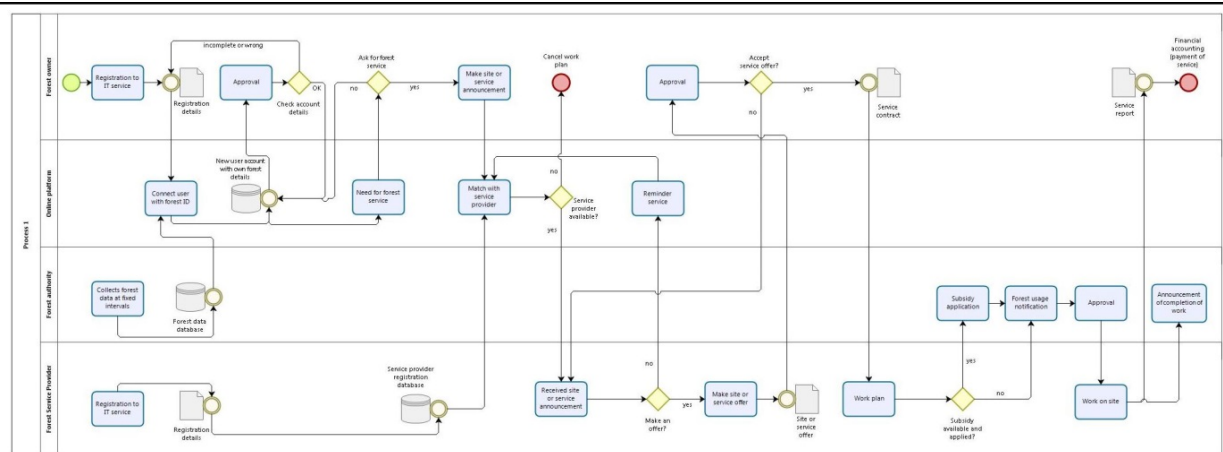 Process 1
Forest owner
Registration to
IT service
Registration
details
incomplete or wrong
Approval
OK
Check account
details
Ask for forest
service
no
yes
Make site or
service
announcement
Cancel work
plan
Approval
Accept
service offer?
yes
no
Service
contract
Service
report
Financial
accounting
(payment of
service)
Online platform
Connect user
with forest ID
New user account
with own forest
details
Need for forest
service
Match with
service
provider
no
Service
provider
available?
yes
Reminder
service
Forest authority
Collects forest
data at fixed
intervals
Forest data
database
Subsidy
application
Forest usage
notification
Approval
Announcement
of completion of
work
Forest Service Provider
Registration to
IT service
Registration
details
Service provider
registration
database
Received site
or service
announcement
no
Make an
offer?
yes
Make site or
service offer
Site or
service
offer
Work plan
yes
no
Subsidy
available and
applied?
Work on site